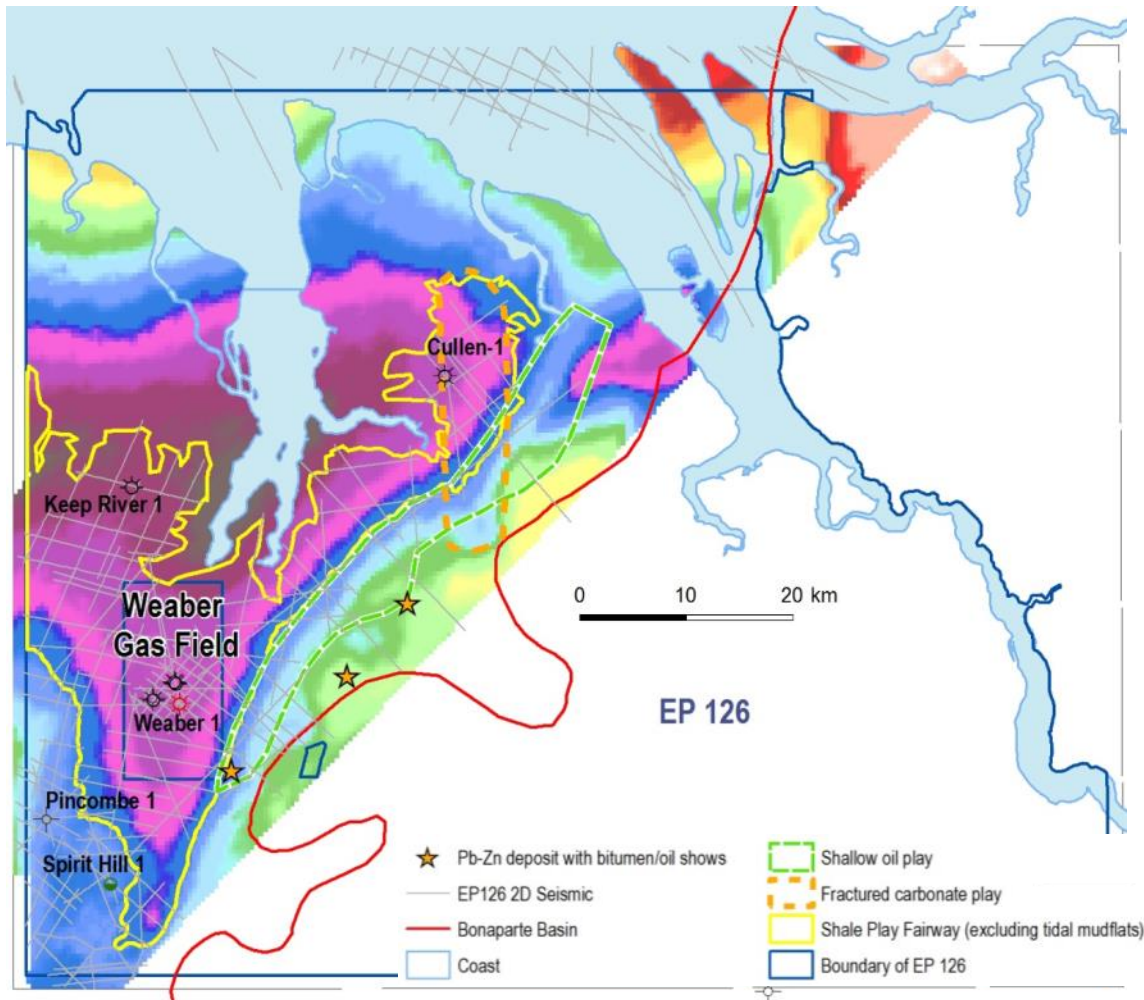 Cullen-1
Keep River 1
Weaber
Gas Field
Weaber 1
Pincombe 1
Spirit Hill 1
0 10 20 km
EP 126
Pb-Zn deposit with bitumen/oil shows
EP126 2D Seismic
Bonaparte Basin
Coast
Shallow oil play
Fractured carbonate play
Shale Play Fairway (excluding tidal mudflats)
Boundary of EP 126